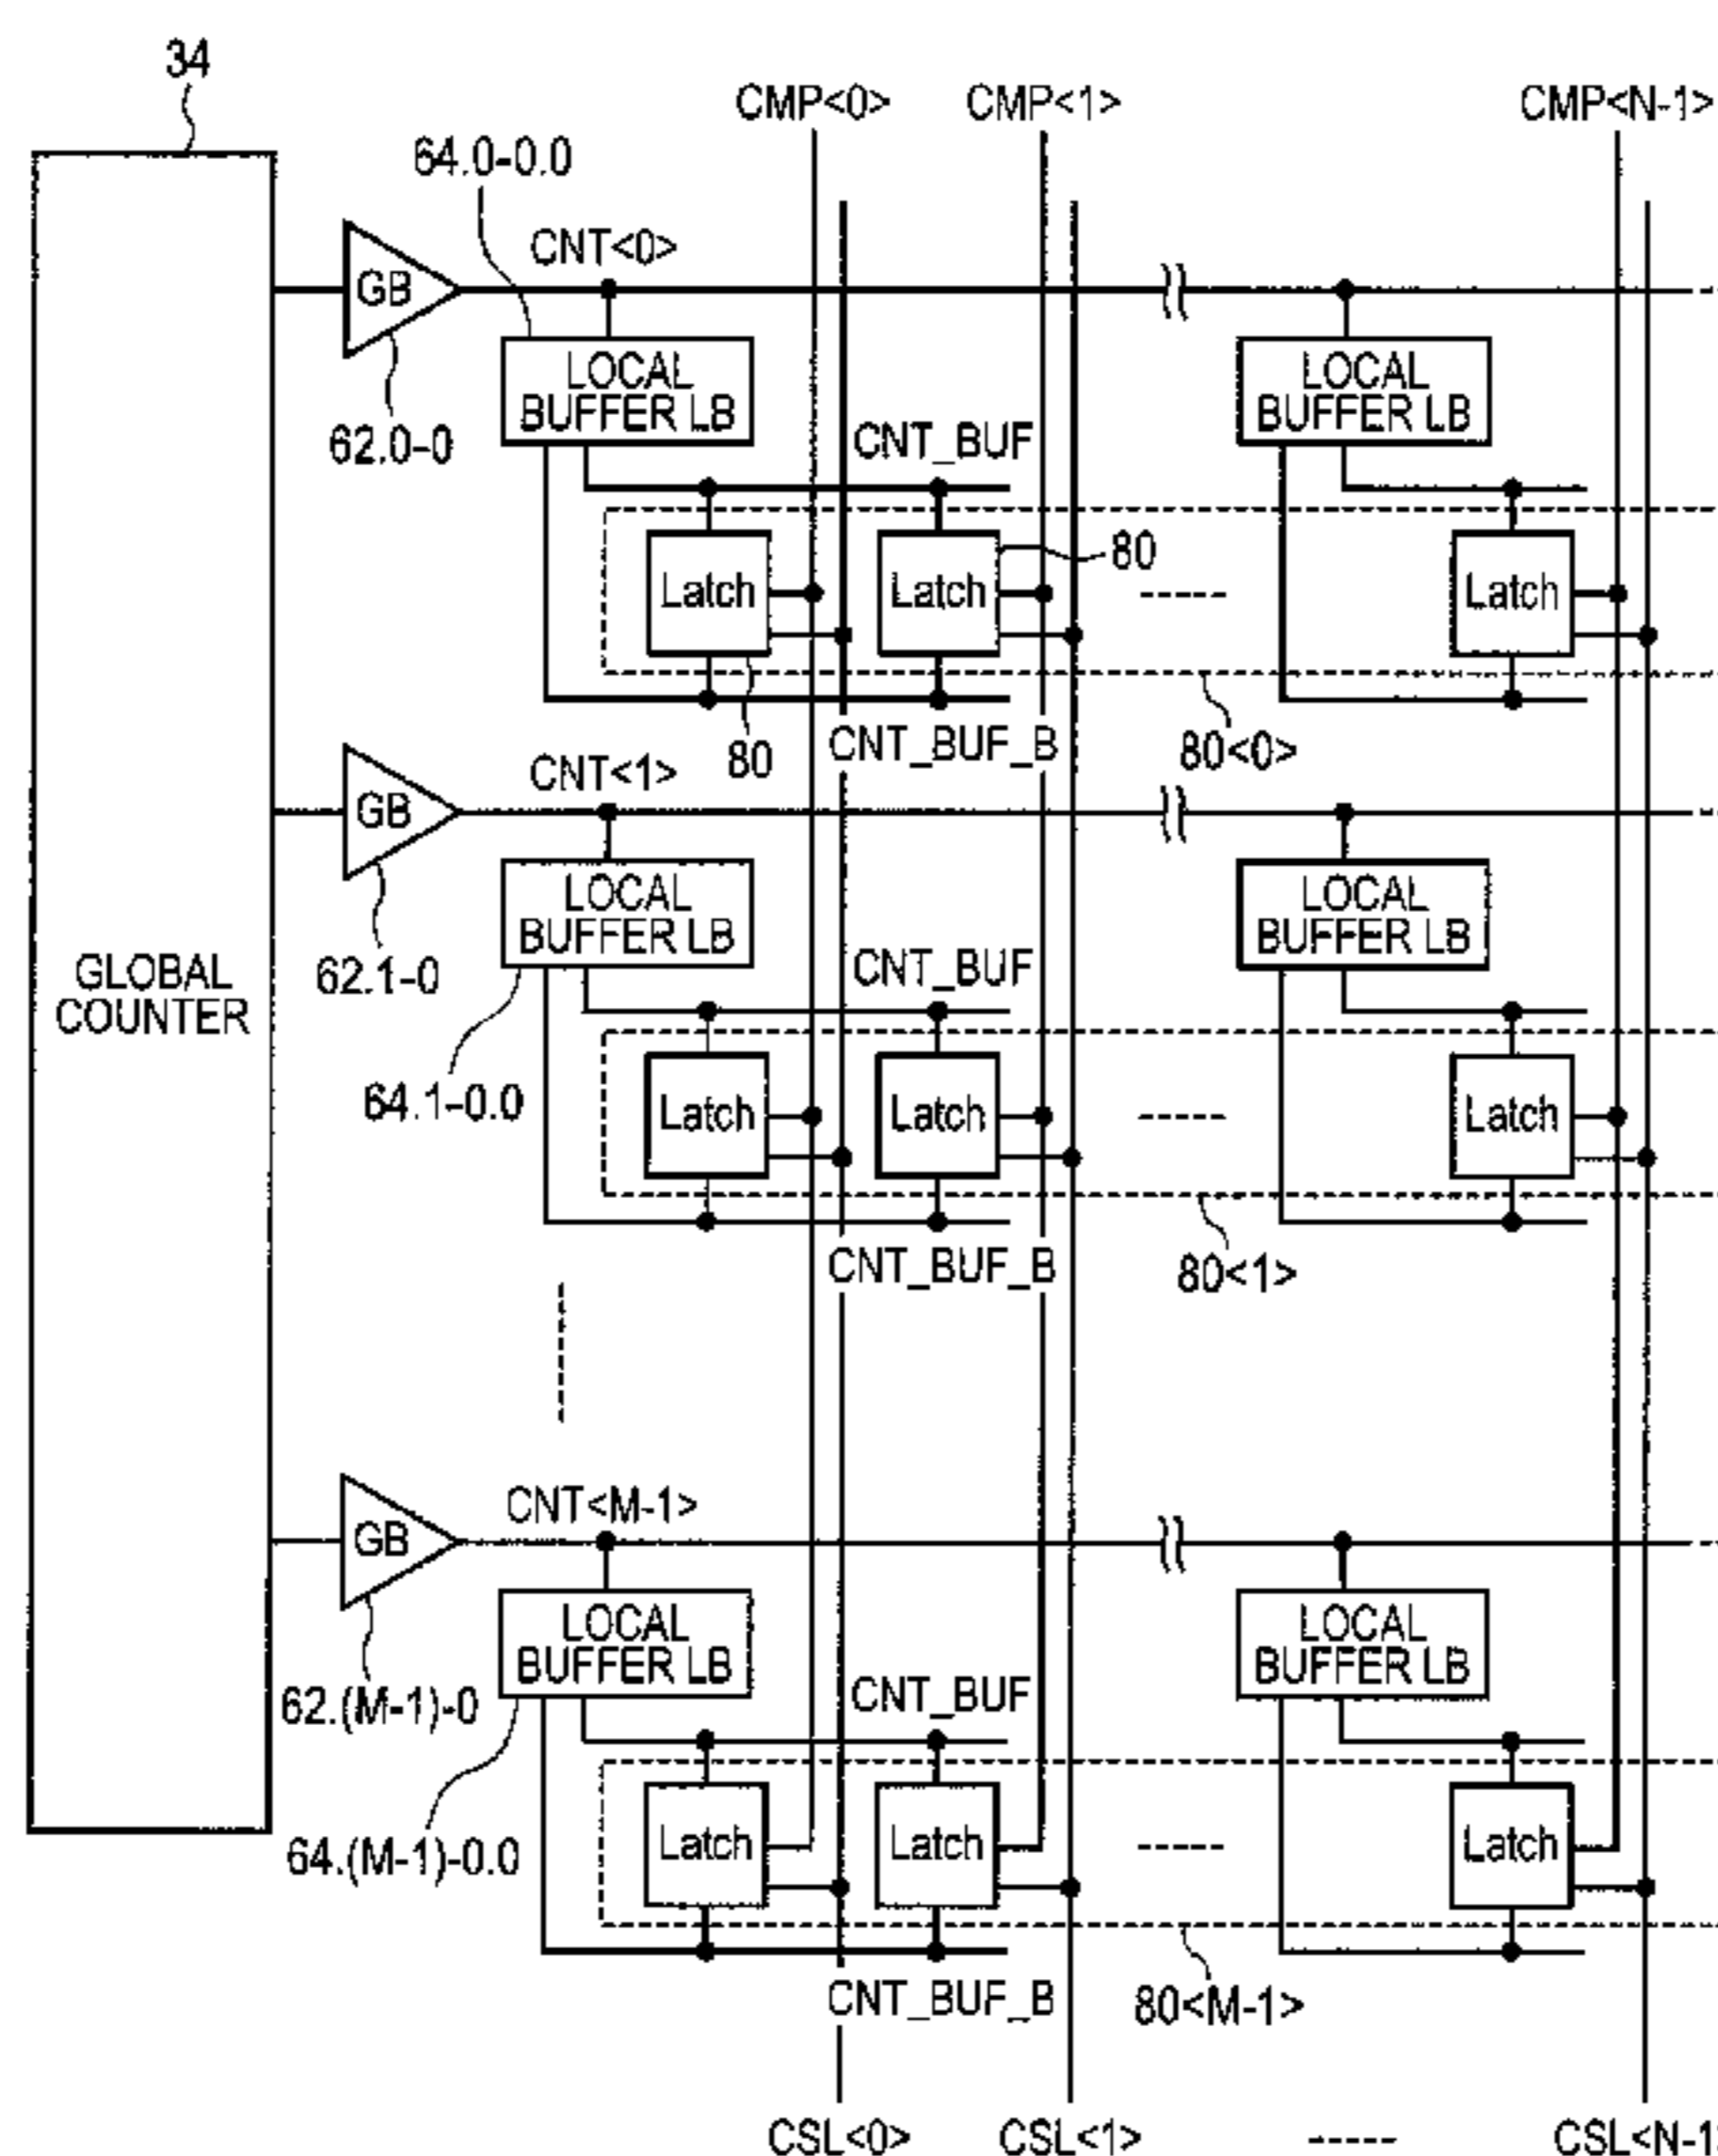 34
CMP<0> CMP<1> CMP<N-1>
64.0-0.0
CNT<0>
GB
LOCAL
BUFFER LB
LOCAL
BUFFER LB
62.0-0
CNT_BUF
80
Latch Latch ----- Latch
CNT_BUF_B
80
80<0>
CNT<1>
GB
LOCAL
BUFFER LB
LOCAL
BUFFER LB
62.1-0
CNT_BUF
GLOBAL
COUNTER
64.1-0.0
Latch Latch ----- Latch
CNT_BUF_B
80<1>
CNT<M-1>
GB
LOCAL
BUFFER LB
LOCAL
BUFFER LB
62.(M-1)-0
CNT_BUF
64.(M-1)-0.0
Latch Latch ----- Latch
CNT_BUF_B
80<M-1>
CSL<0> CSL<1> ----- CSL<N-1